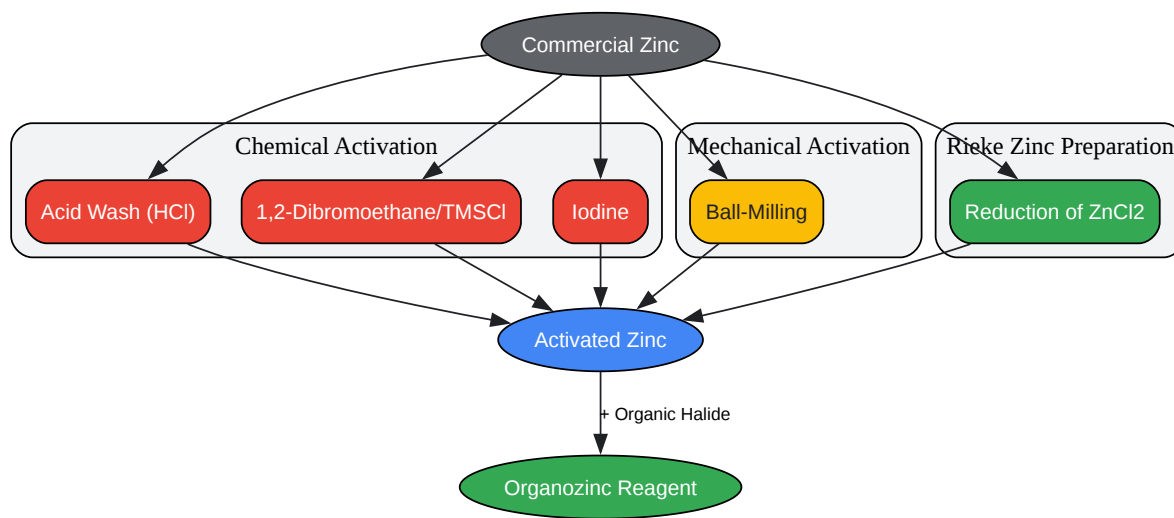 Commercial Zinc
Chemical Activation
Mechanical Activation
Rieke Zinc Preparation
Acid Wash (HCl)
1,2-Dibromoethane/TMSCl
Iodine
Ball-Milling
Reduction of ZnCl2
Activated Zinc
+ Organic Halide
Organozinc Reagent